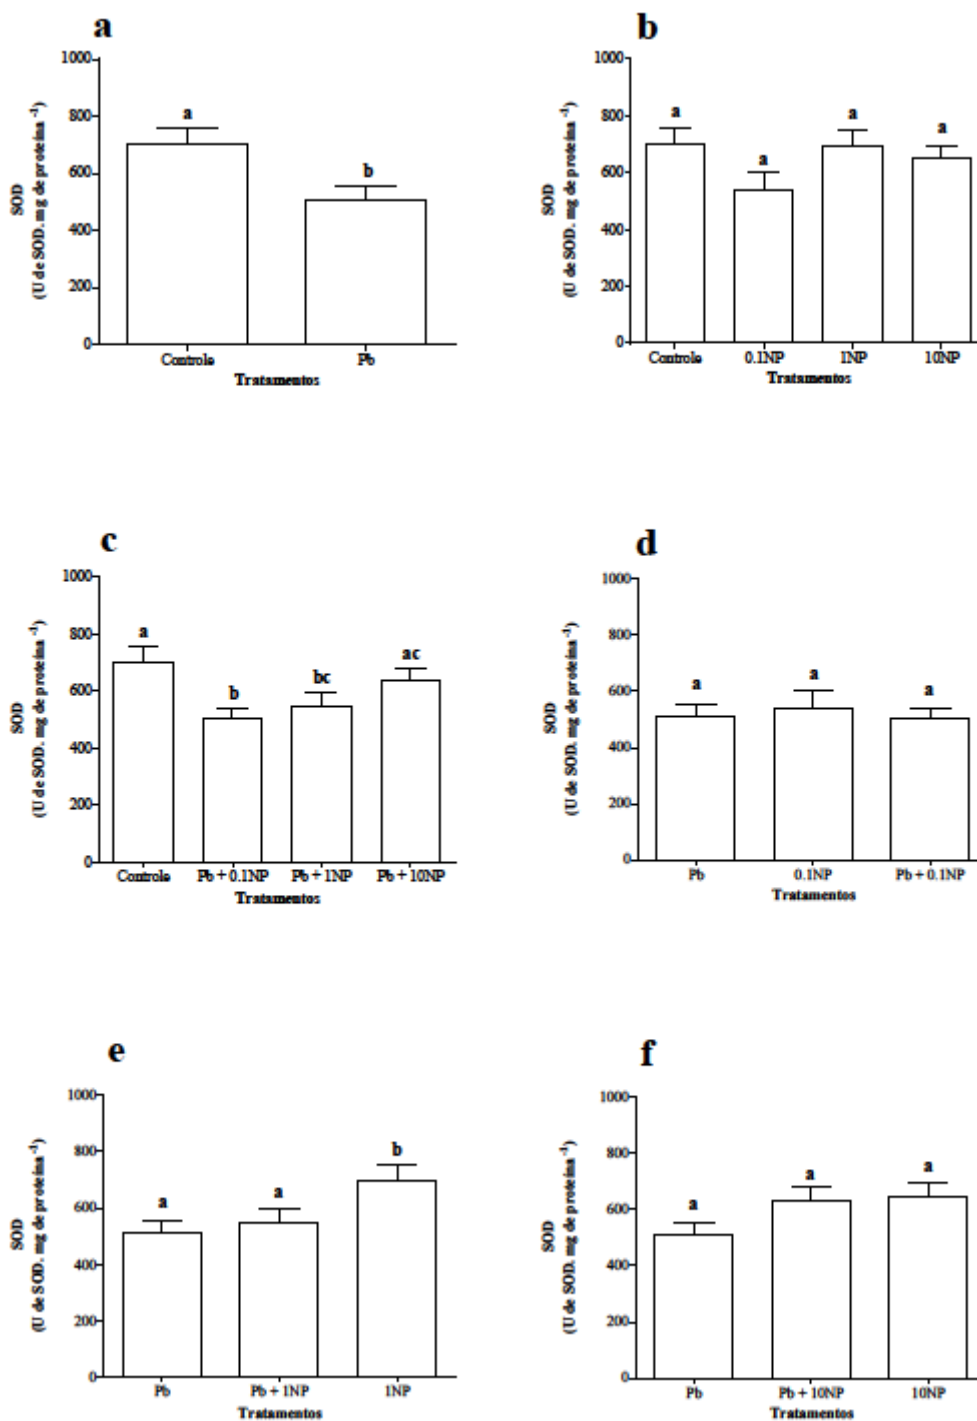 a
1000
800
600
400
200
0
SOD
(U de SOD. mg de proteína -1)
a
b
Controle Pb
Tratamentos
b
1000
800
600
400
200
0
SOD
(U de SOD. mg de proteína -1)
a
a
a
a
Controle 0.1NP 1NP 10NP
Tratamentos
c
1000
800
600
400
200
0
SOD
(U de SOD. mg de proteína -1)
a
b
bc
ac
Controle Pb + 0.1NP Pb + 1NP Pb + 10NP
Tratamentos
d
1000
800
600
400
200
0
SOD
(U de SOD. mg de proteína -1)
a
a
a
Pb 0.1NP Pb + 0.1NP
Tratamentos
e
1000
800
600
400
200
0
SOD
(U de SOD. mg de proteína -1)
a
a
b
Pb Pb + 1NP 1NP
Tratamentos
f
1000
800
600
400
200
0
SOD
(U de SOD. mg de proteína -1)
a
a
a
Pb Pb + 10NP 10NP
Tratamentos